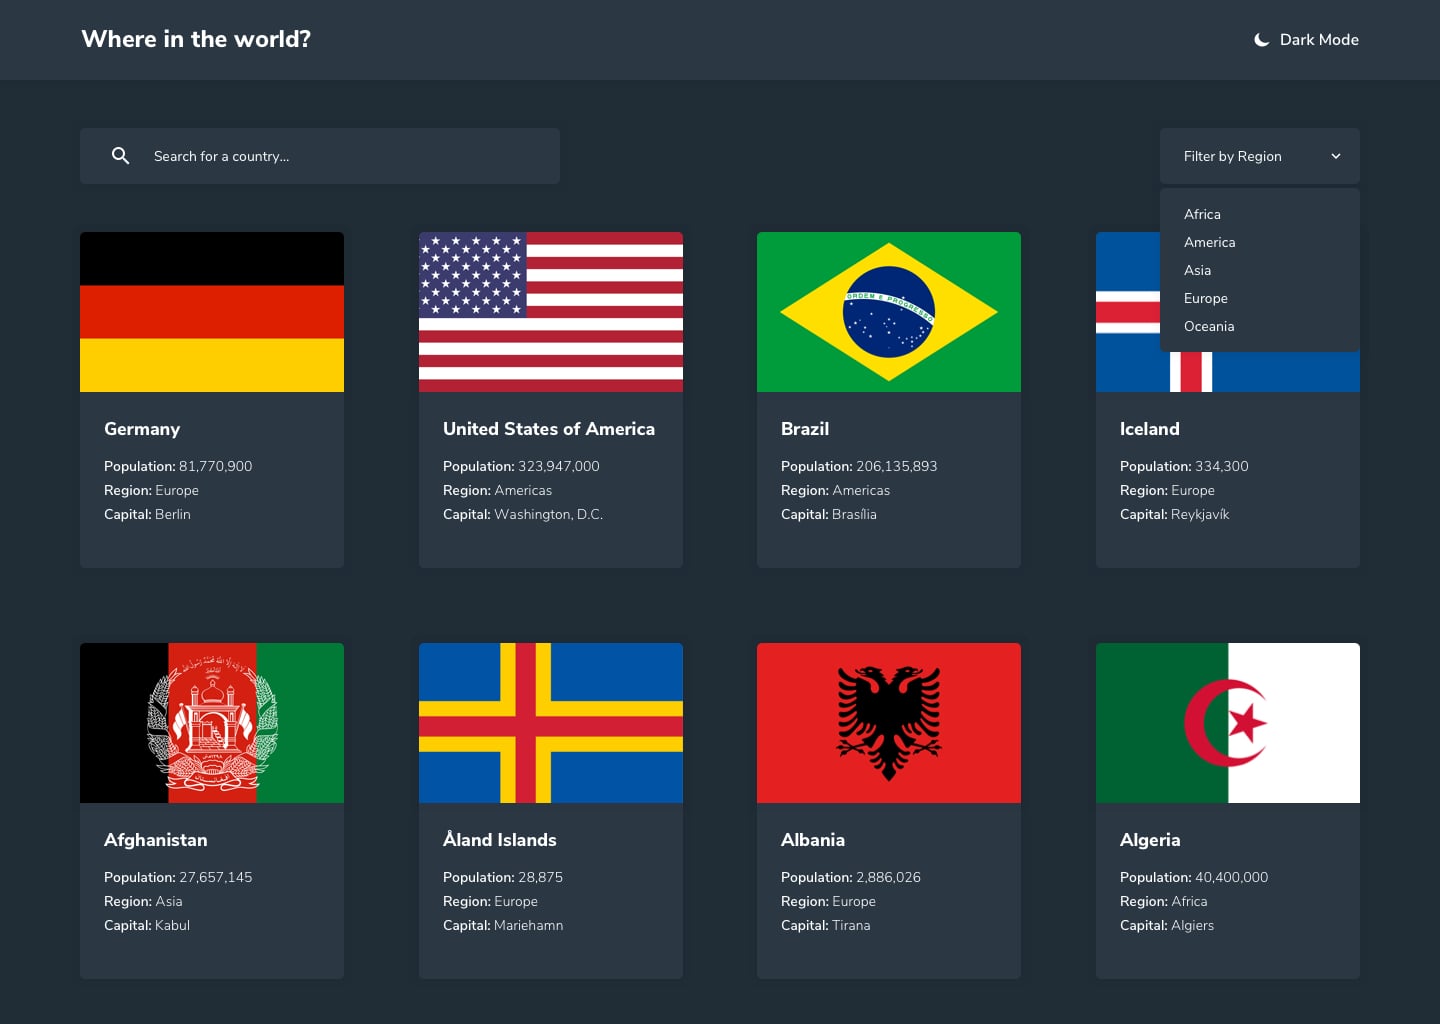 Where in the world?
Dark Mode
Search for a country…
Filter by Region
Africa
America
Asia
Europe
Oceania
ORDEM E PROGRESSO
Germany
Population: 81,770,900
Region: Europe
Capital: Berlin
United States of America
Population: 323,947,000
Region: Americas
Capital: Washington, D.C.
Brazil
Population: 206,135,893
Region: Americas
Capital: Brasília
Iceland
Population: 334,300
Region: Europe
Capital: Reykjavík
Afghanistan
Population: 27,657,145
Region: Asia
Capital: Kabul
Åland Islands
Population: 28,875
Region: Europe
Capital: Mariehamn
Albania
Population: 2,886,026
Region: Europe
Capital: Tirana
Algeria
Population: 40,400,000
Region: Africa
Capital: Algiers